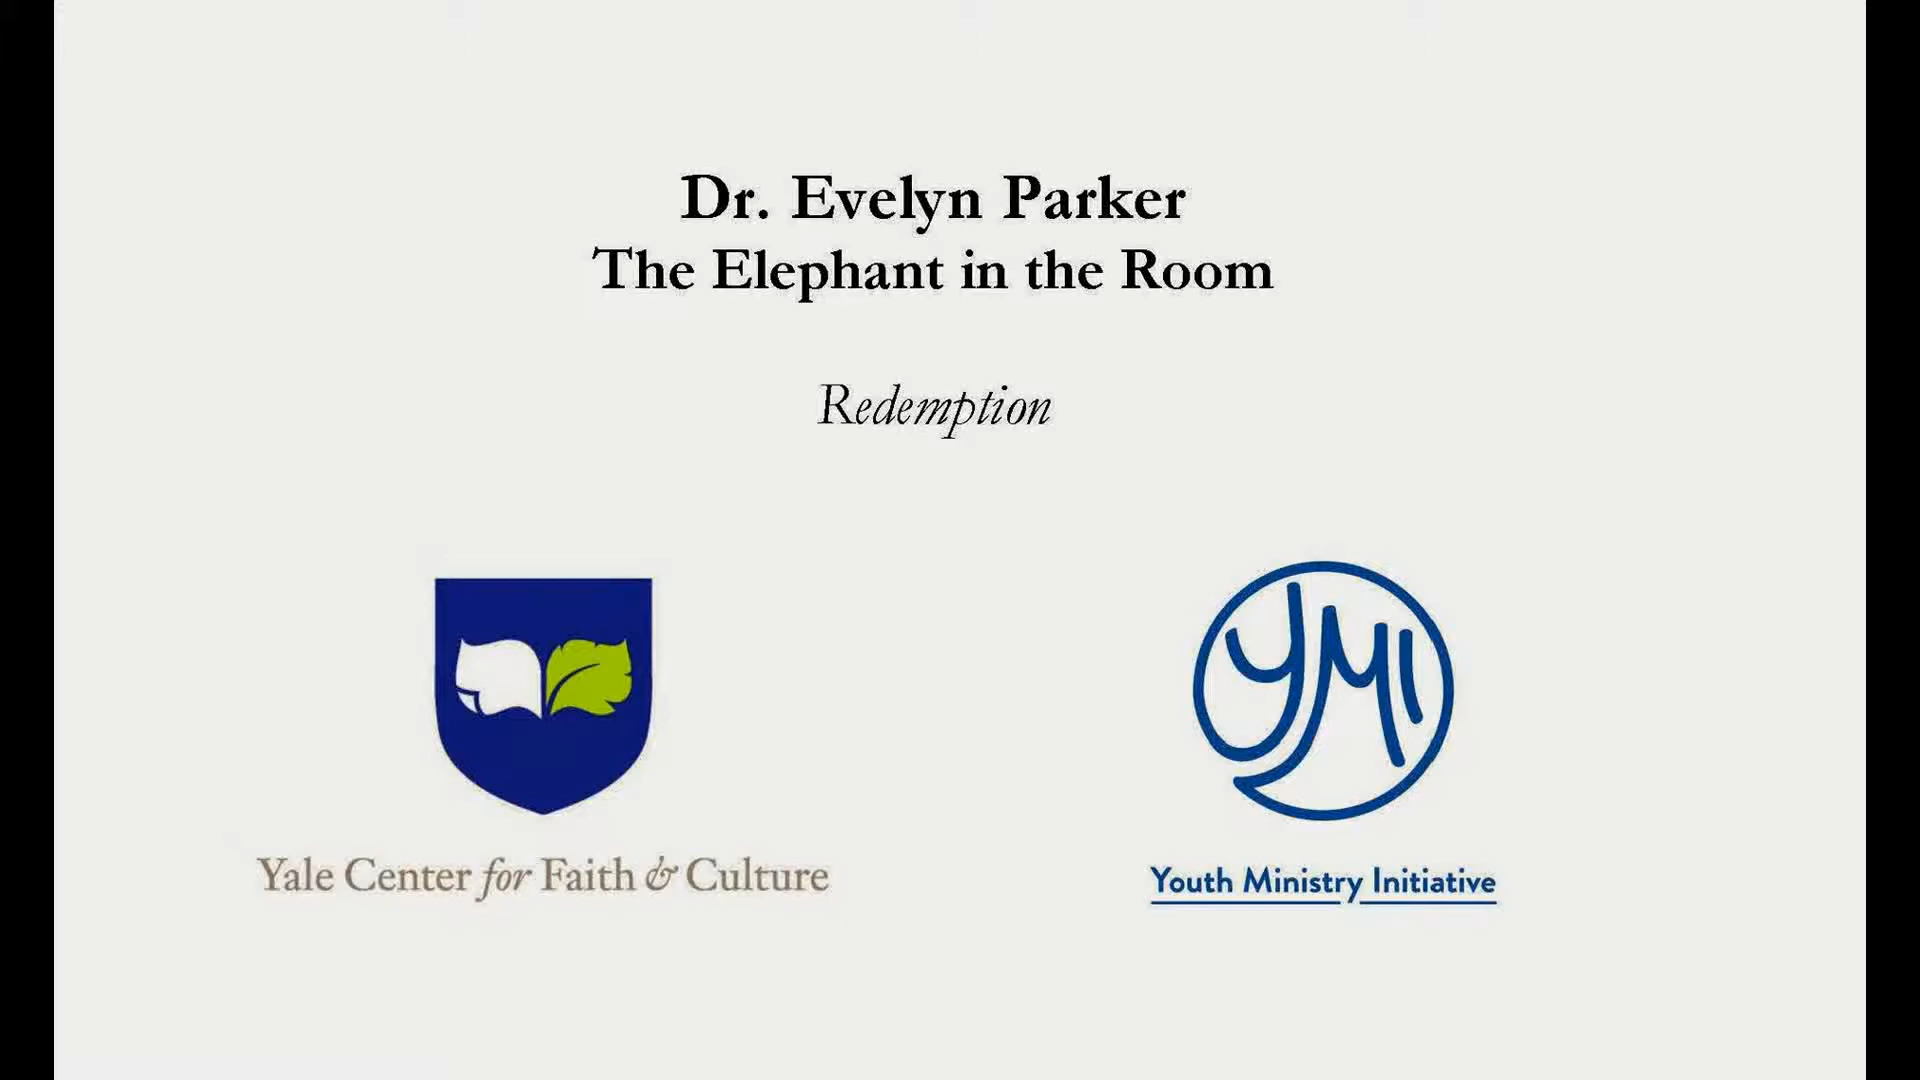 Dr. Evelyn Parker
The Elephant in the Room
Redemption
YMI
Yale Center for Faith & Culture
Youth Ministry Initiative